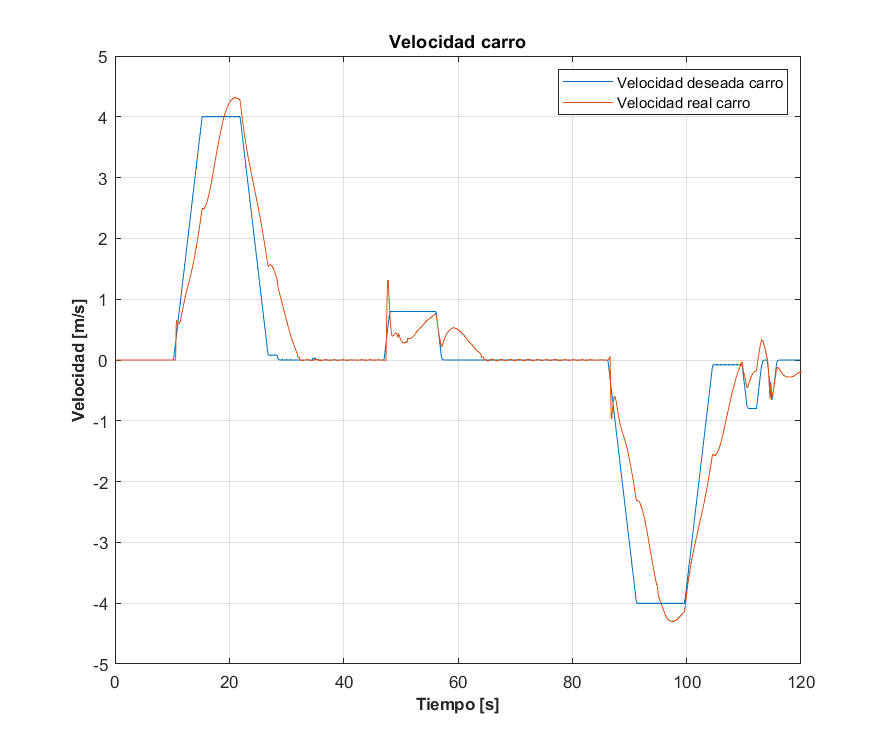 Velocidad carro
Velocidad deseada carro
Velocidad real carro
5
4
3
2
1
0
-1
-2
-3
-4
-5
Velocidad [m/s]
0 20 40 60 80 100 120
Tiempo [s]